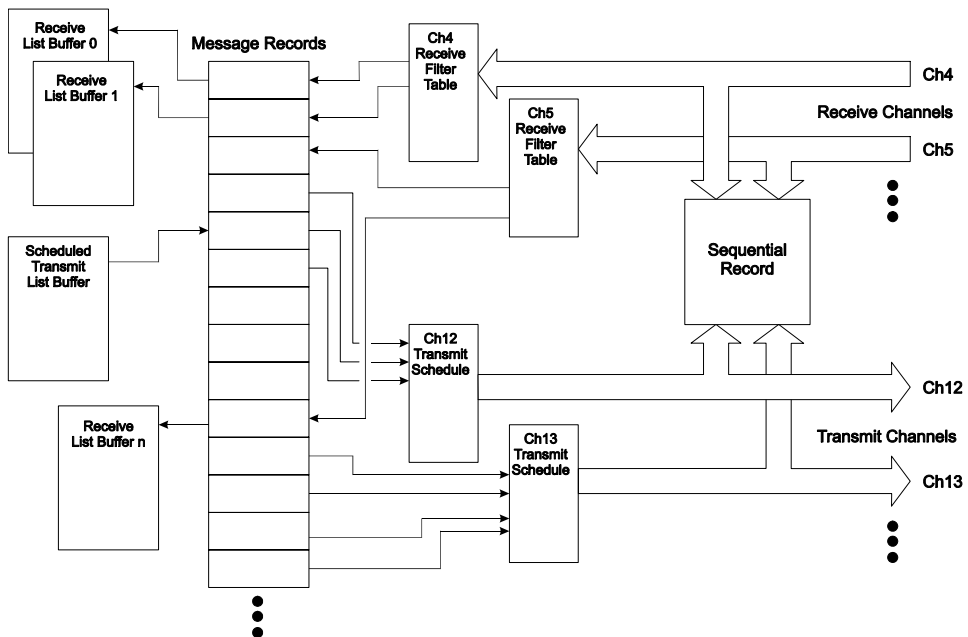 Receive
List Buffer 0
Receive
List Buffer 1
Message Records
Ch4
Receive
Filter
Table
Ch5
Receive
Filter
Table
Ch4
Receive Channels
Ch5
Scheduled
Transmit
List Buffer
Sequential
Record
Ch12
Transmit
Schedule
Ch12
Receive
List Buffer n
Ch13
Transmit
Schedule
Transmit Channels
Ch13